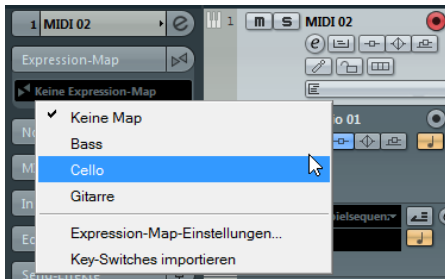 1 MIDI 02
1 m S MIDI 02
Expression-Map
Keine Expression-Map
Keine Map
Bass
Cello
Gitarre
Expression-Map-Einstellungen...
Key-Switches importieren